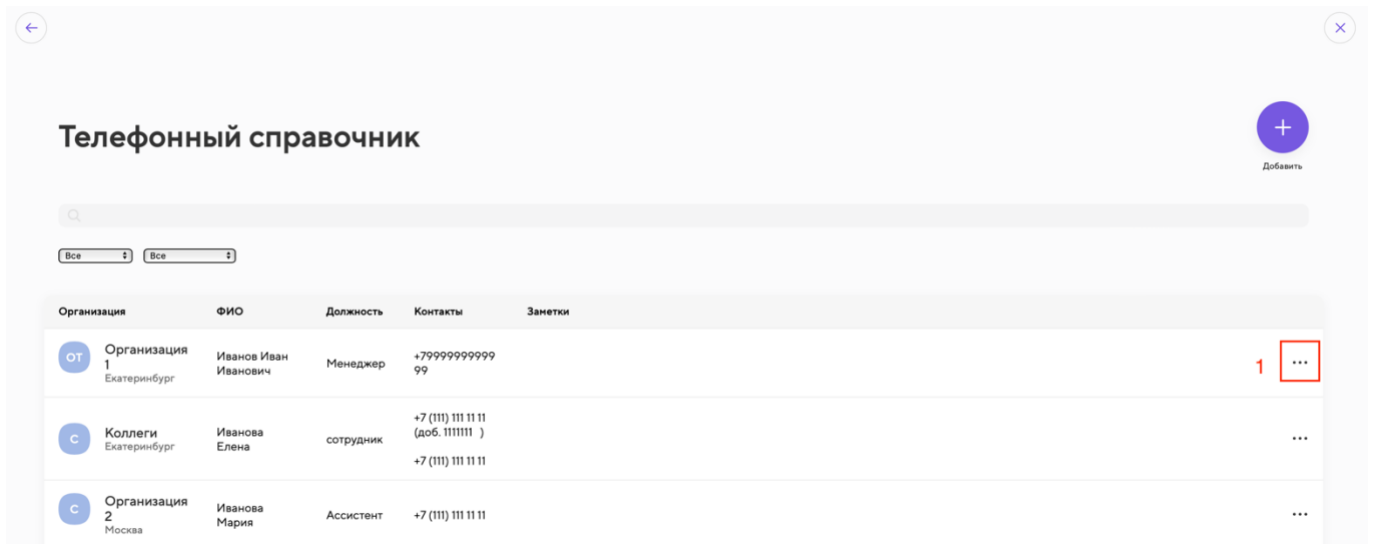 Телефонный справочник
Добавить
Все Все
Организация ФИО Должность Контакты Заметки
ОТ Организация 1 Екатеринбург Иванов Иван Иванович Менеджер +79999999999 99 1 ...
С Коллеги Екатеринбург Иванова Елена сотрудник +7 (111) 111 11 11 (доб. 1111111 ) +7 (111) 111 11 11 ...
С Организация 2 Москва Иванова Мария Ассистент +7 (111) 111 11 11 ...